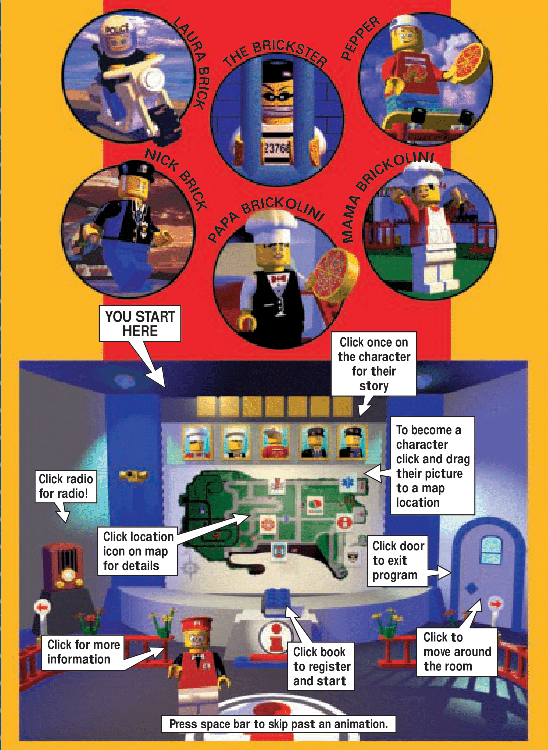 LAURA BRICK
THE BRICKSTER
PEPPER
POLICE
23768
NICK BRICK
PAPA BRICKOLINI
MAMA BRICKOLINI
YOU START
HERE
Click once on
the character
for their
story
To become a
character
click and drag
their picture
to a map
location
Click radio
for radio!
Click location
icon on map
for details
Click door
to exit
program
Click for more
information
Click book
to register
and start
Click to
move around
the room
i
Press space bar to skip past an animation.